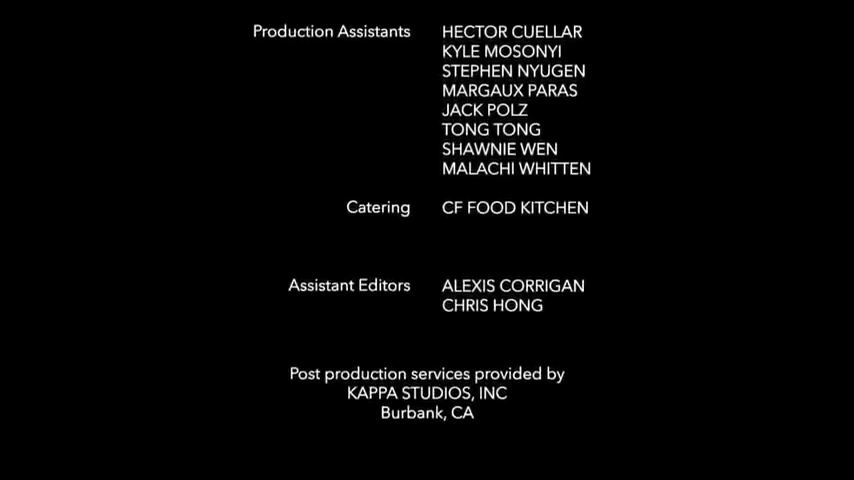 Production Assistants HECTOR CUELLAR
KYLE MOSONYI
STEPHEN NYUGEN
MARGAUX PARAS
JACK POLZ
TONG TONG
SHAWNIE WEN
MALACHI WHITTEN
Catering CF FOOD KITCHEN
Assistant Editors ALEXIS CORRIGAN
CHRIS HONG
Post production services provided by
KAPPA STUDIOS, INC
Burbank, CA